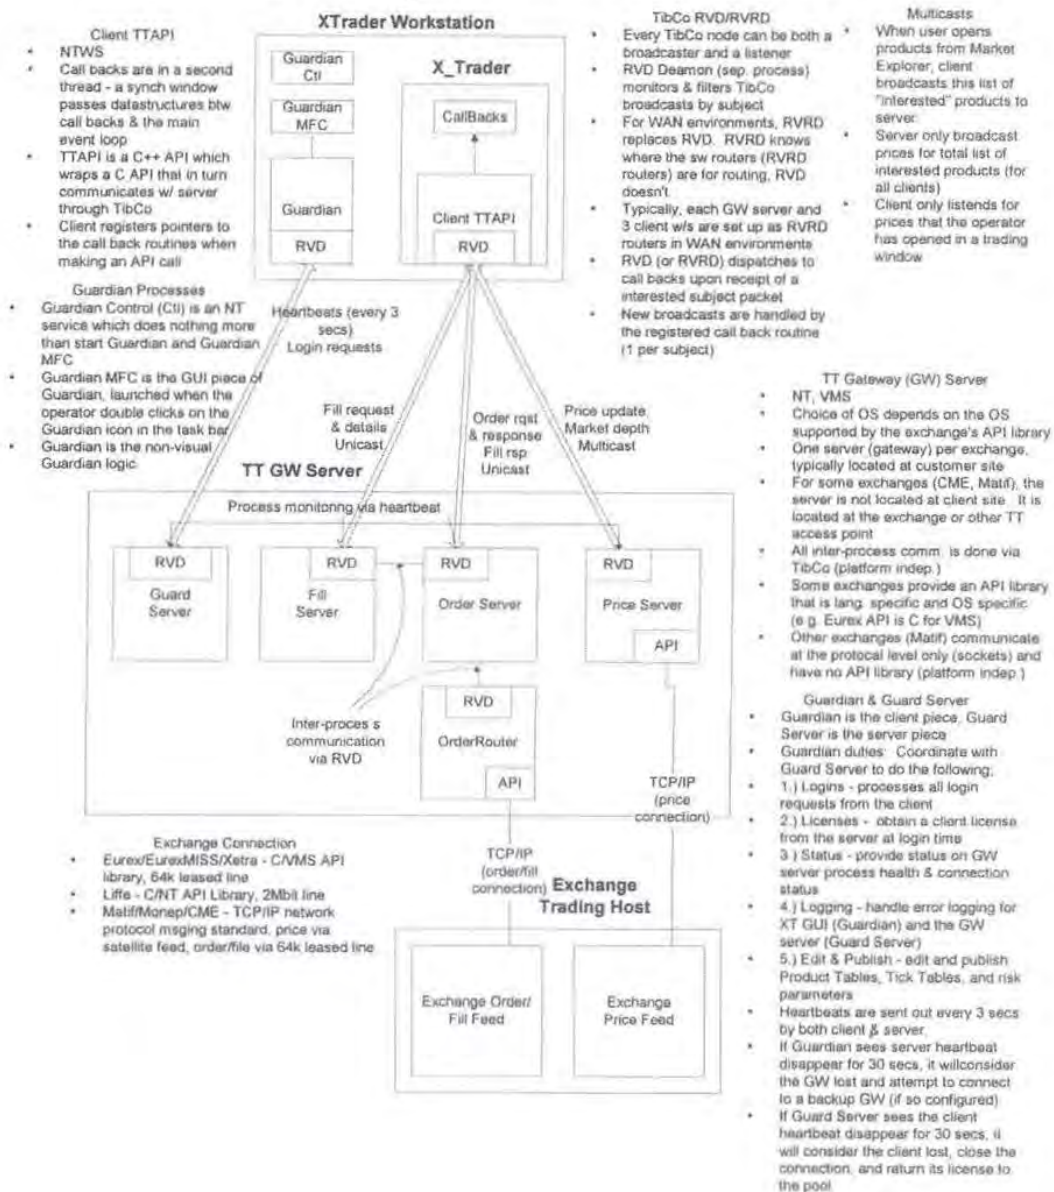 XTrader Workstation
Client TTAPI
• NTWS
• Call backs are in a second
thread - a synch window
passes datastructures btw
call backs & the main
event loop
• TTAPI is a C++ API which
wraps a C API that in turn
communicates w/ server
through TibCo
• Client registers pointers to
the call back routines when
making an API call
Guardian Processes
• Guardian Control (Ctl) is an NT
service which does nothing more
than start Guardian and Guardian
MFC
• Guardian MFC is the GUI piece of
Guardian, launched when the
operator double clicks on the
Guardian icon in the task bar
• Guardian is the non-visual
Guardian logic.
Guardian
Ctl
Guardian
MFC
Guardian
RVD
X_Trader
CallBacks
Client TTAPI
RVD
TibCo RVD/RVRD
• Every TibCo node can be both a
broadcaster and a listener
• RVD Deamon (sep. process)
monitors & filters TibCo
broadcasts by subject
• For WAN environments, RVRD
replaces RVD. RVRD knows
where the sw routers (RVRD
routers) are for routing, RVD
doesn't.
• Typically, each GW server and
3 client w/s are set up as RVRD
routers in WAN environments
• RVD (or RVRD) dispatches to
call backs upon receipt of a
interested subject packet
• New broadcasts are handled by
the registered call back routine
(1 per subject)
Multicasts
• When user opens
products from Market
Explorer, client
broadcasts this list of
"interested" products to
server
• Server only broadcast
prices for total list of
interested products (for
all clients)
• Client only listends for
prices that the operator
has opened in a trading
window
Heartbeats (every 3
secs)
Login requests
Fill request
& details
Unicast
Order rqst
& response
Fill rsp
Unicast
Price update,
Market depth
Multicast
TT GW Server
Process monitoring via heartbeat
RVD
Guard
Server
RVD
Fill
Server
RVD
Order Server
RVD
Price Server
API
Inter-proces s
communication
via RVD
RVD
OrderRouter
API
TCP/IP
(price
connection)
TCP/IP
(order/fill
connection)
Exchange
Trading Host
Exchange Order/
Fill Feed
Exchange
Price Feed
Exchange Connection
• Eurex/EurexMISS/Xetra - C/VMS API
library, 64k leased line
• Liffe - C/NT API Library, 2Mbit line
• Matif/Monep/CME - TCP/IP network
protocol msging standard, price via
satellite feed, order/file via 64k leased line
TT Gateway (GW) Server
• NT, VMS
• Choice of OS depends on the OS
supported by the exchange's API library
• One server (gateway) per exchange,
typically located at customer site
• For some exchanges (CME, Matif), the
server is not located at client site. It is
located at the exchange or other TT
access point
• All inter-process comm. is done via
TibCo (platform indep.)
• Some exchanges provide an API library
that is lang. specific and OS specific
(e.g. Eurex API is C for VMS)
• Other exchanges (Matif) communicate
at the protocal level only (sockets) and
have no API library (platform indep.)
Guardian & Guard Server
• Guardian is the client piece, Guard
Server is the server piece
• Guardian duties: Coordinate with
Guard Server to do the following:
• 1.) Logins - processes all login
requests from the client
• 2.) Licenses - obtain a client license
from the server at login time
• 3.) Status - provide status on GW
server process health & connection
status
• 4.) Logging - handle error logging for
XT GUI (Guardian) and the GW
server (Guard Server)
• 5.) Edit & Publish - edit and publish
Product Tables, Tick Tables, and risk
parameters
• Heartbeats are sent out every 3 secs
by both client & server.
• If Guardian sees server heartbeat
disappear for 30 secs, it willconsider
the GW lost and attempt to connect
to a backup GW (if so configured)
• If Guard Server sees the client
heartbeat disappear for 30 secs, it
will consider the client lost, close the
connection, and return its license to
the pool.